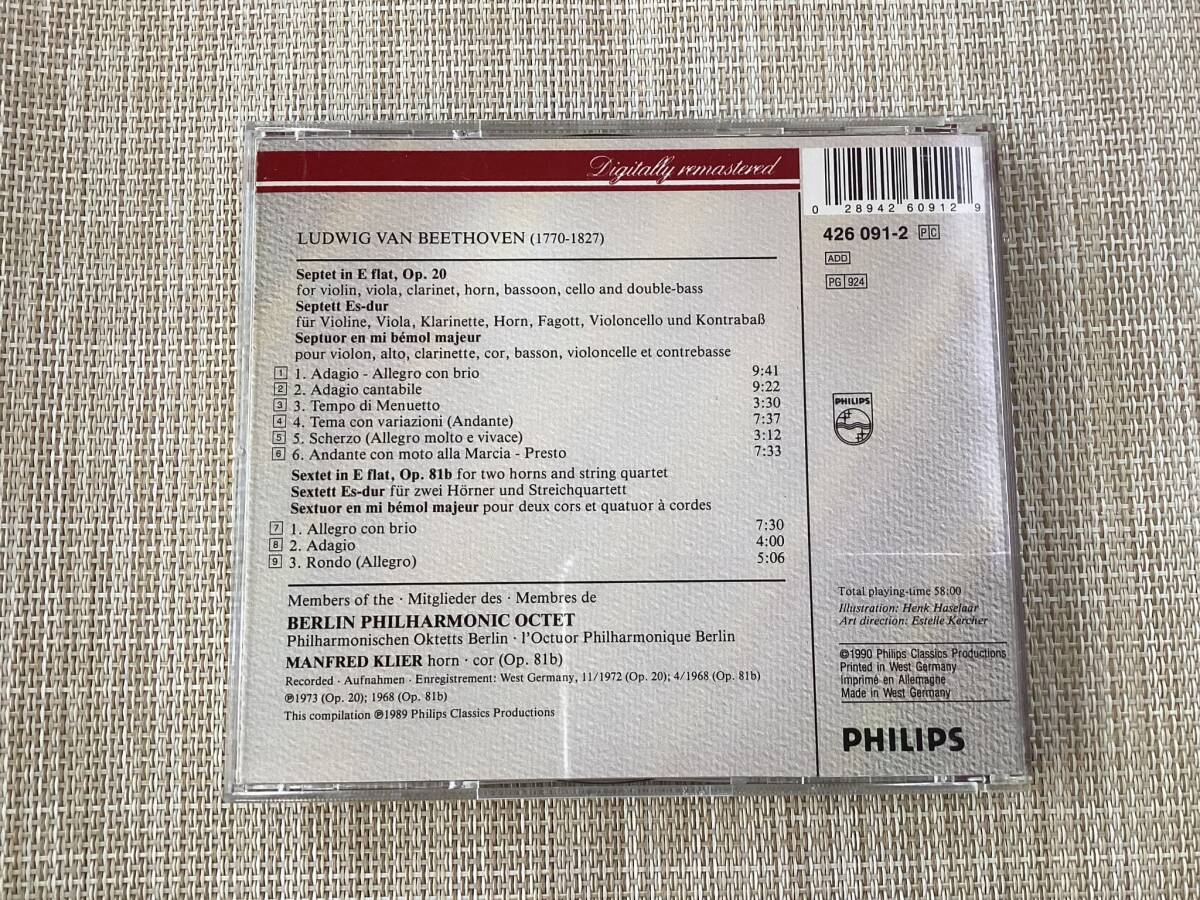 Digitally remastered
LUDWIG VAN BEETHOVEN (1770-1827)
Septet in E flat, Op. 20
for violin, viola, clarinet, horn, bassoon, cello and double-bass
Septett Es-dur
für Violine, Viola, Klarinette, Horn, Fagott, Violoncello und Kontrabaß
Septuor en mi bémol majeur
pour violon, alto, clarinette, cor, basson, violoncelle et contrebasse
1 1. Adagio - Allegro con brio 9:41
2 2. Adagio cantabile 9:22
3 3. Tempo di Menuetto 3:30
4 4. Tema con variazioni (Andante) 7:37
5 5. Scherzo (Allegro molto e vivace) 3:12
6 6. Andante con moto alla Marcia - Presto 7:33
Sextet in E flat, Op. 81b for two horns and string quartet
Sextett Es-dur für zwei Hörner und Streichquartett
Sextuor en mi bémol majeur pour deux cors et quatuor à cordes
7 1. Allegro con brio 7:30
8 2. Adagio 4:00
9 3. Rondo (Allegro) 5:06
Members of the · Mitglieder des · Membres de
BERLIN PHILHARMONIC OCTET
Philharmonischen Oktetts Berlin · l'Octuor Philharmonique Berlin
MANFRED KLIER horn · cor (Op. 81b)
Recorded · Aufnahmen · Enregistrement: West Germany, 11/1972 (Op. 20); 4/1968 (Op. 81b)
℗1973 (Op. 20); 1968 (Op. 81b)
This compilation ℗1989 Philips Classics Productions
0 28942 60912 9
426 091-2 PC
ADD
PG 924
PHILIPS
Total playing-time 58:00
Illustration: Henk Haselaar
Art direction: Estelle Kercher
©1990 Philips Classics Productions
Printed in West Germany
Imprimé en Allemagne
Made in West Germany
PHILIPS